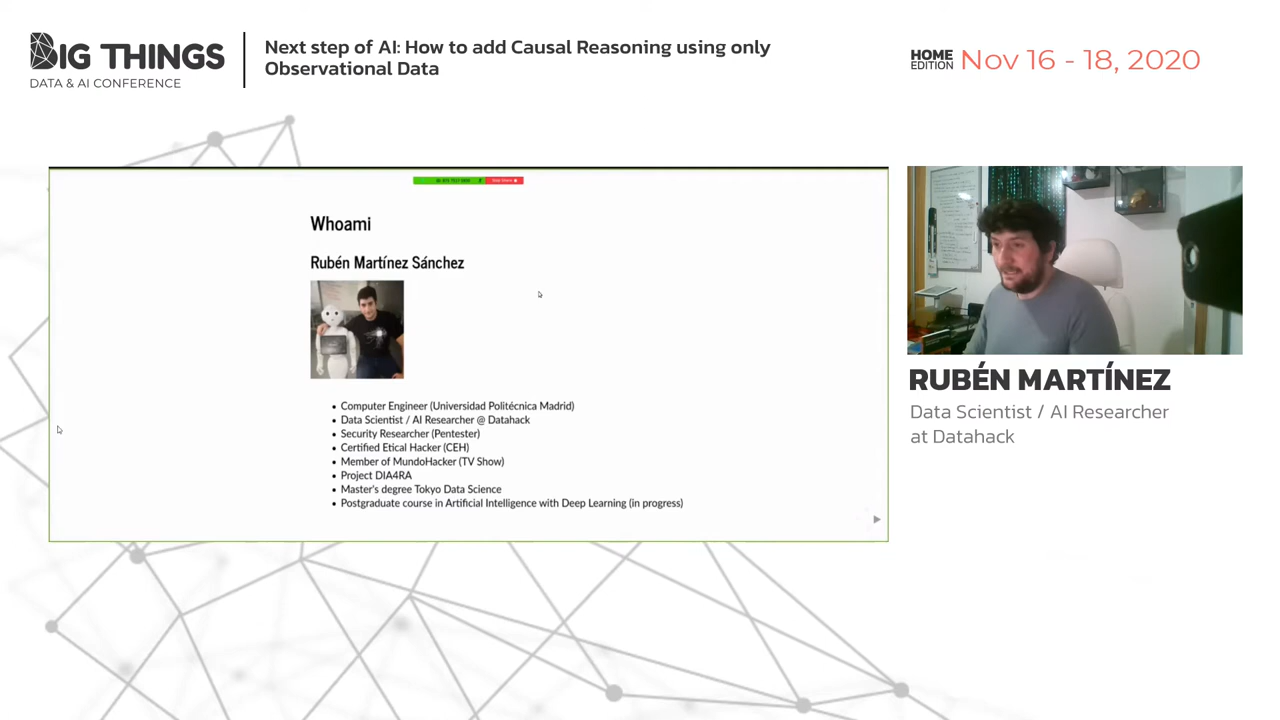 BIG THINGS
DATA & AI CONFERENCE
Next step of AI: How to add Causal Reasoning using only
Observational Data
HOME
EDITION
Nov 16 - 18, 2020
Whoami
Rubén Martínez Sánchez
• Computer Engineer (Universidad Politécnica Madrid)
• Data Scientist / AI Researcher @ Datahack
• Security Researcher (Pentester)
• Certified Etical Hacker (CEH)
• Member of MundoHacker (TV Show)
• Project DIA4RA
• Master's degree Tokyo Data Science
• Postgraduate course in Artificial Intelligence with Deep Learning (in progress)
RUBÉN MARTÍNEZ
Data Scientist / AI Researcher
at Datahack